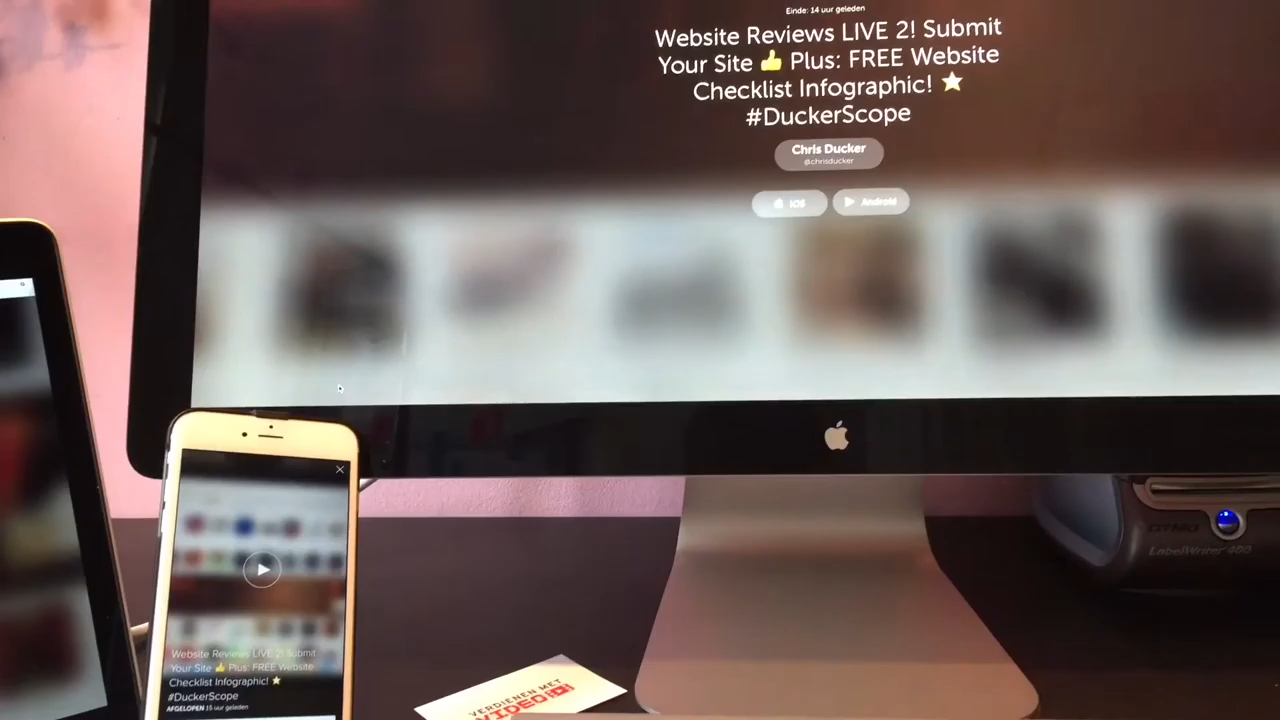 Einde: 14 uur geleden
Website Reviews LIVE 2! Submit
Your Site 👍 Plus: FREE Website
Checklist Infographic! ⭐
#DuckerScope
Chris Ducker
@chrisducker
iOS
Android
Website Reviews LIVE 2! Submit
Your Site 👍 Plus: FREE Website
Checklist Infographic! ⭐
#DuckerScope
AFGELOPEN 15 uur geleden
VERDIENEN MET
VIDEO
DYMO
LabelWriter 400